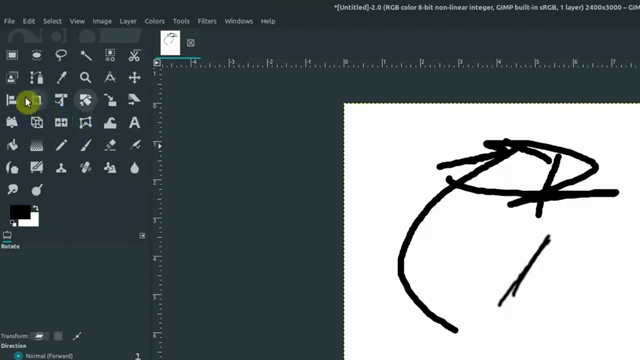 *[Untitled]-2.0 (RGB color 8-bit non-linear integer, GIMP built-in sRGB, 1 layer) 2400x3000 – GIM
File Edit Select View Image Layer Colors Tools Filters Windows Help
Rotate
Transform:
Direction
Normal (Forward)